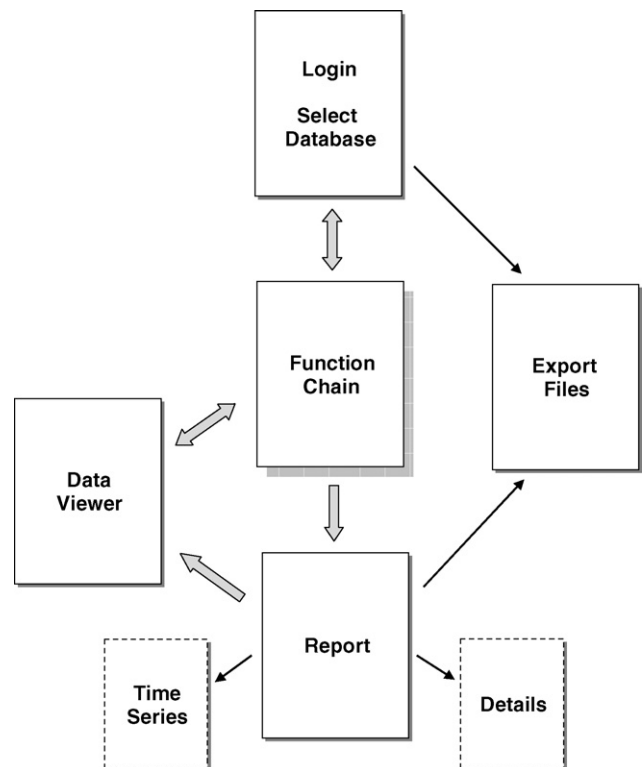 Login
Select
Database
Function
Chain
Export
Files
Data
Viewer
Report
Time
Series
Details